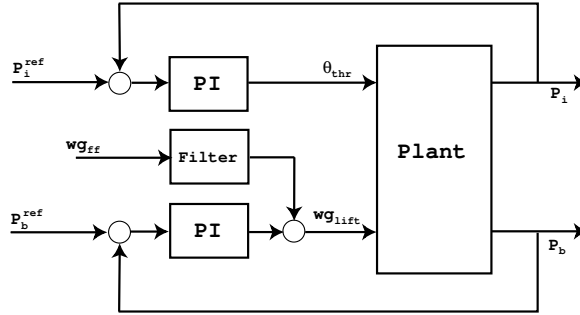 P_i^ref
PI
θ_thr
P_i
Plant
wg_ff
Filter
P_b^ref
PI
wg_lift
P_b